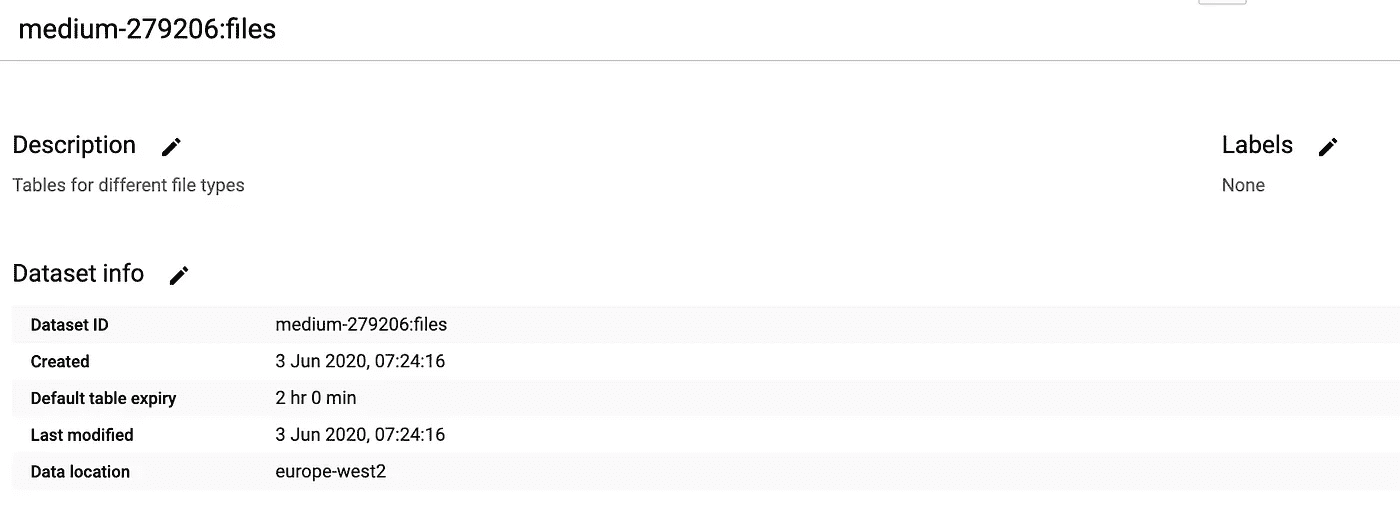 medium-279206:files
Description
Labels
Tables for different file types
None
Dataset info
Dataset ID medium-279206:files
Created 3 Jun 2020, 07:24:16
Default table expiry 2 hr 0 min
Last modified 3 Jun 2020, 07:24:16
Data location europe-west2